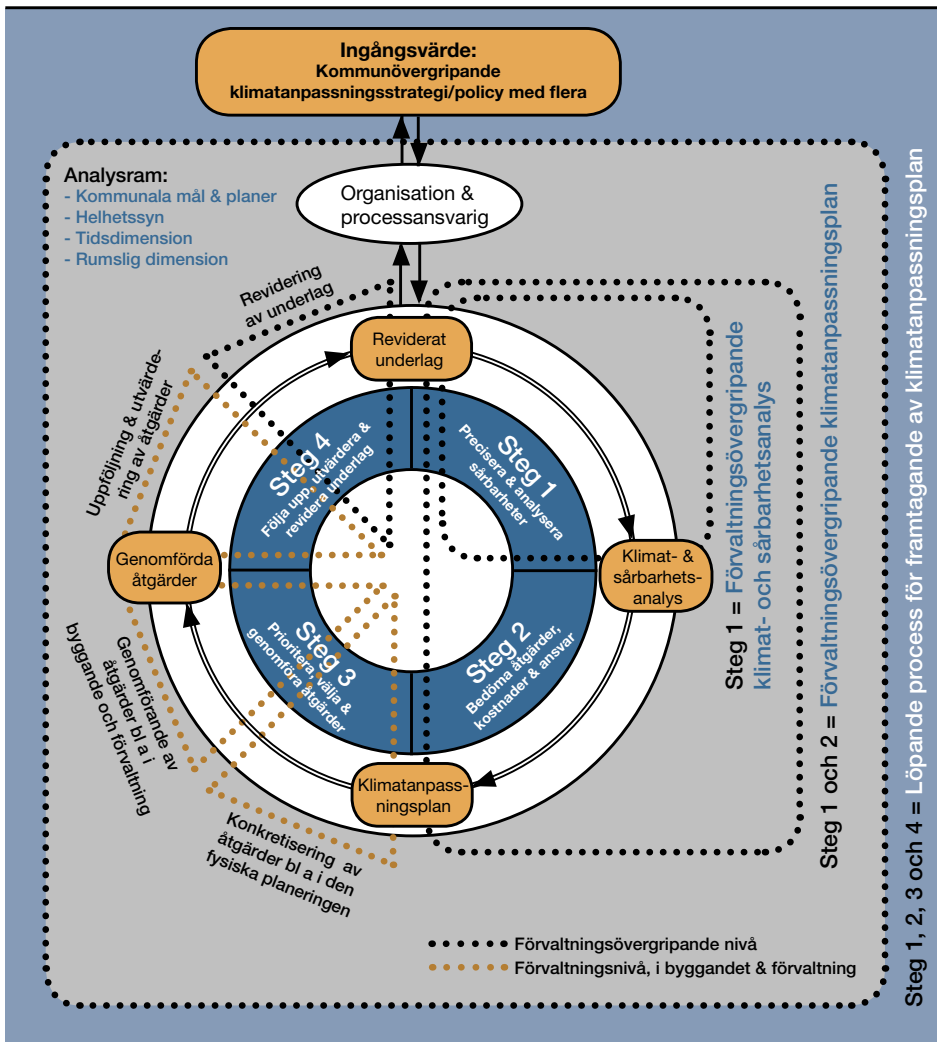 Ingångsvärde:
Kommunövergripande
klimatanpassningsstrategi/policy med flera
Analysram:
- Kommunala mål & planer
- Helhetssyn
- Tidsdimension
- Rumslig dimension
Organisation &
processansvarig
Revidering
av underlag
Reviderat
underlag
Uppföljning & utvärde-
ring av åtgärder
Steg 4
Följa upp, utvärdera &
revidera underlag
Steg 1
Precisera & analysera
sårbarheter
Genomförda
åtgärder
Klimat- &
sårbarhets-
analys
Steg 3
Prioritera, välja &
genomföra åtgärder
Steg 2
Bedöma åtgärder,
kostnader & ansvar
Genomförande av
åtgärder bl a i
byggande och förvaltning
Klimatanpass-
ningsplan
Konkretisering av
åtgärder bl a i den
fysiska planeringen
Steg 1 = Förvaltningsövergripande
klimat- och sårbarhetsanalys
Steg 1 och 2 = Förvaltningsövergripande klimatanpassningsplan
Steg 1, 2, 3 och 4 = Löpande process för framtagande av klimatanpassningsplan
Förvaltningsövergripande nivå
Förvaltningsnivå, i byggandet & förvaltning